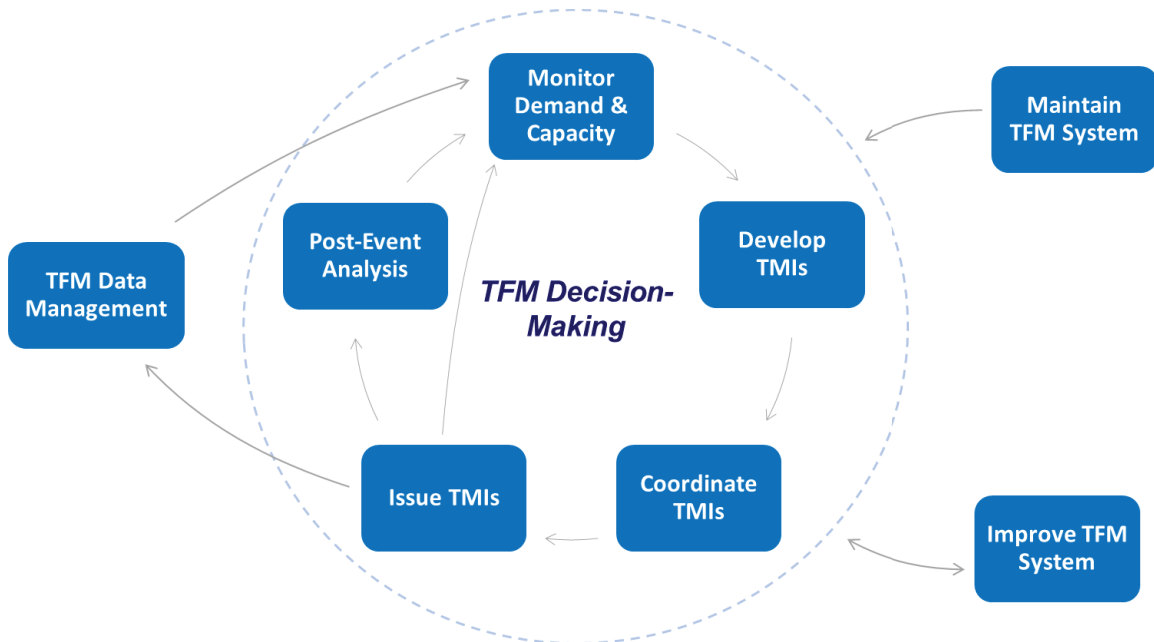 Monitor
Demand &
Capacity
Maintain
TFM System
Post-Event
Analysis
Develop
TMIs
TFM Data
Management
TFM Decision-
Making
Issue TMIs
Coordinate
TMIs
Improve TFM
System